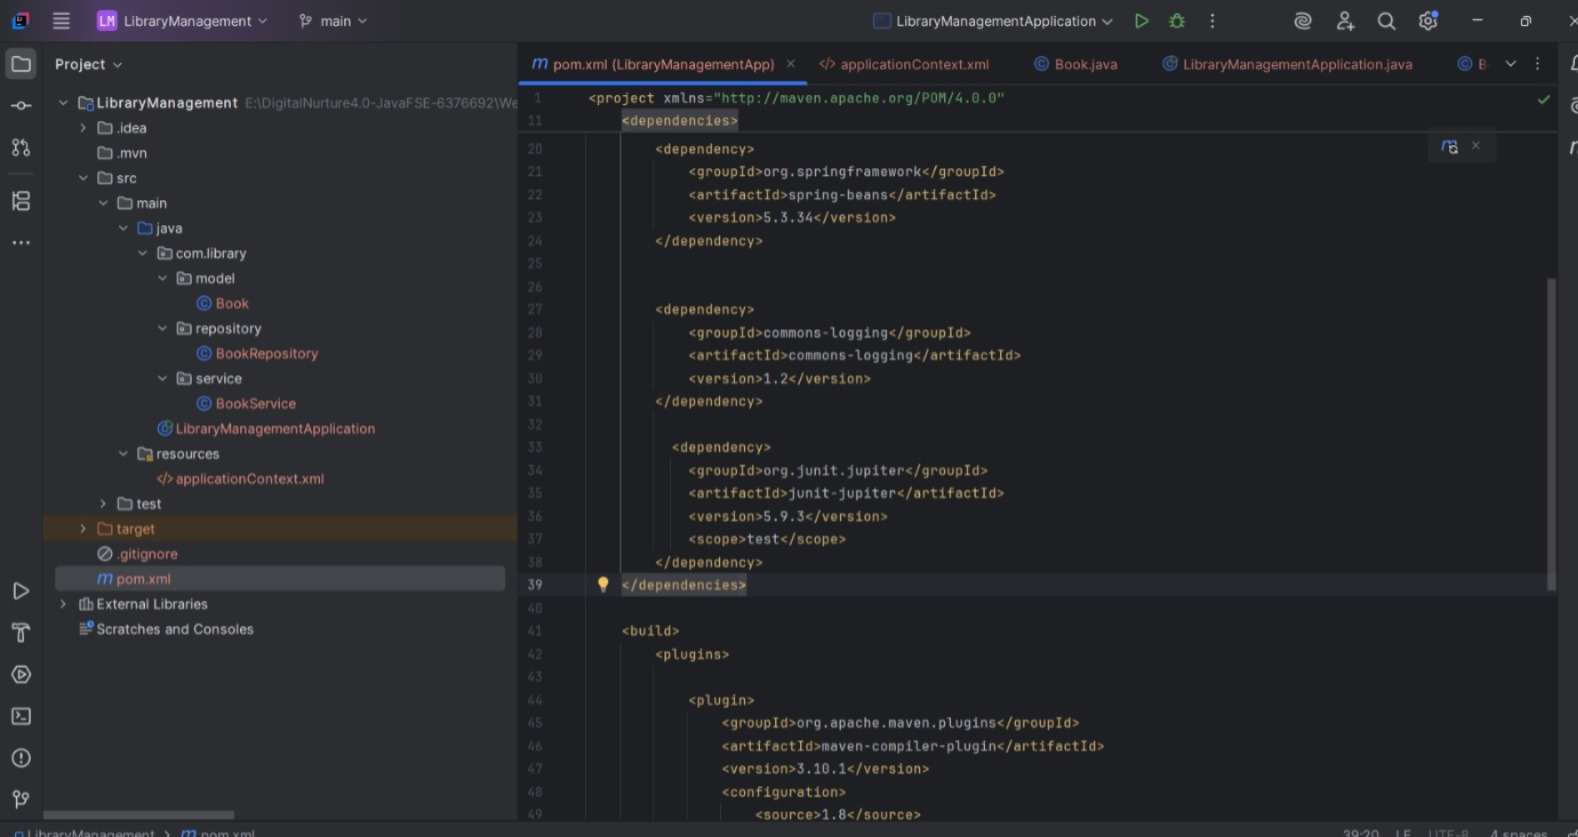 LM LibraryManagement main LibraryManagementApplication
Project
pom.xml (LibraryManagementApp) applicationContext.xml Book.java LibraryManagementApplication.java B
LibraryManagement E:\DigitalNurture4.0-JavaFSE-6376692\We
.idea
.mvn
src
main
java
com.library
model
Book
repository
BookRepository
service
BookService
LibraryManagementApplication
resources
applicationContext.xml
test
target
.gitignore
pom.xml
External Libraries
Scratches and Consoles
1 <project xmlns="http://maven.apache.org/POM/4.0.0"
11 <dependencies>
20 <dependency>
21 <groupId>org.springframework</groupId>
22 <artifactId>spring-beans</artifactId>
23 <version>5.3.34</version>
24 </dependency>
25
26
27 <dependency>
28 <groupId>commons-logging</groupId>
29 <artifactId>commons-logging</artifactId>
30 <version>1.2</version>
31 </dependency>
32
33 <dependency>
34 <groupId>org.junit.jupiter</groupId>
35 <artifactId>junit-jupiter</artifactId>
36 <version>5.9.3</version>
37 <scope>test</scope>
38 </dependency>
39 </dependencies>
40
41 <build>
42 <plugins>
43
44 <plugin>
45 <groupId>org.apache.maven.plugins</groupId>
46 <artifactId>maven-compiler-plugin</artifactId>
47 <version>3.10.1</version>
48 <configuration>
49 <source>1.8</source>
LibraryManagement > pom.xml 39:20 LF UTF-8 4 spaces